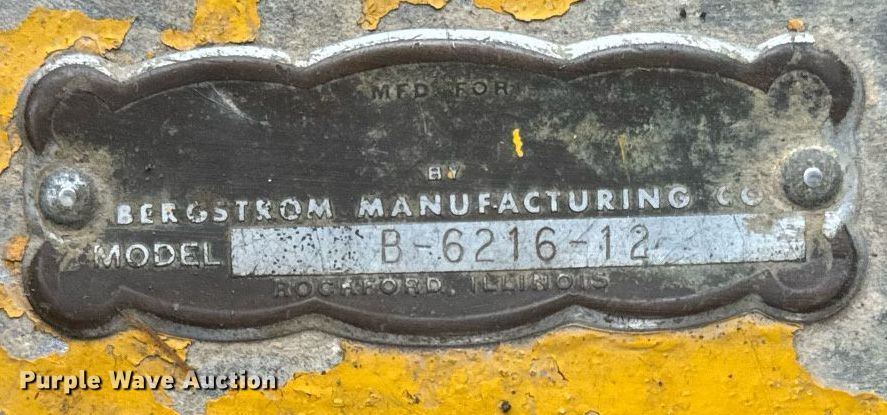 MFD FOR
BY
BERGSTROM MANUFACTURING CO
MODEL B-6216-12
ROCKFORD, ILLINOIS
Purple Wave Auction